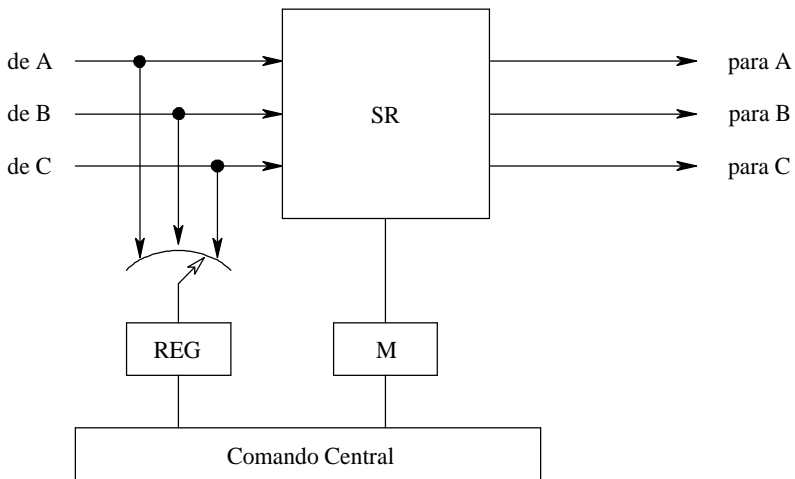 de A
para A
de B
SR
para B
de C
para C
REG
M
Comando Central